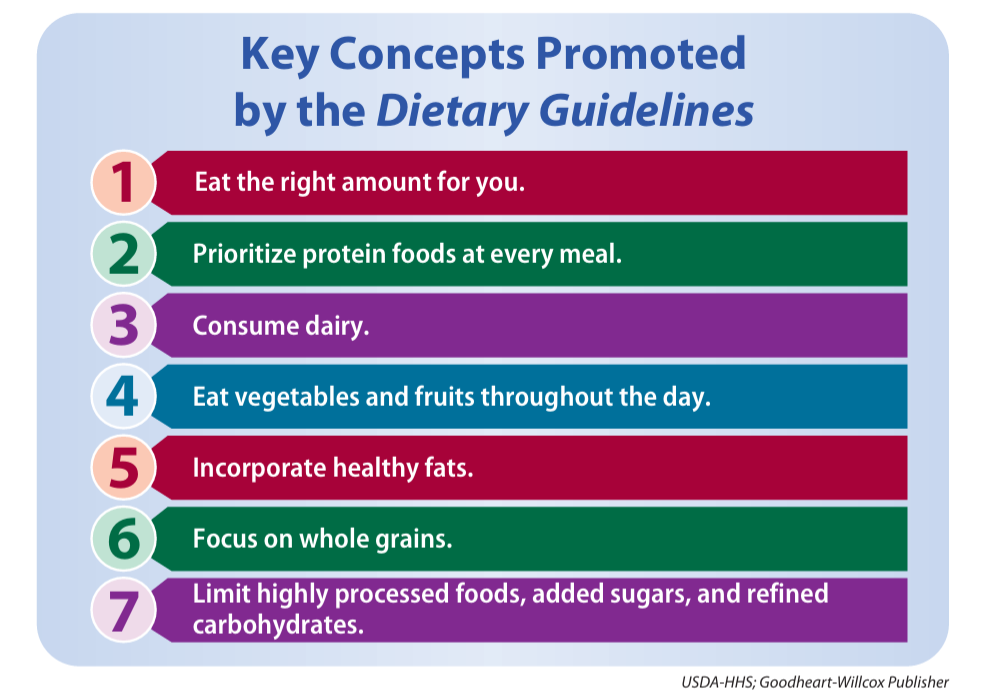 Key Concepts Promoted
by the Dietary Guidelines
1 Eat the right amount for you.
2 Prioritize protein foods at every meal.
3 Consume dairy.
4 Eat vegetables and fruits throughout the day.
5 Incorporate healthy fats.
6 Focus on whole grains.
7 Limit highly processed foods, added sugars, and refined
carbohydrates.
USDA-HHS; Goodheart-Willcox Publisher